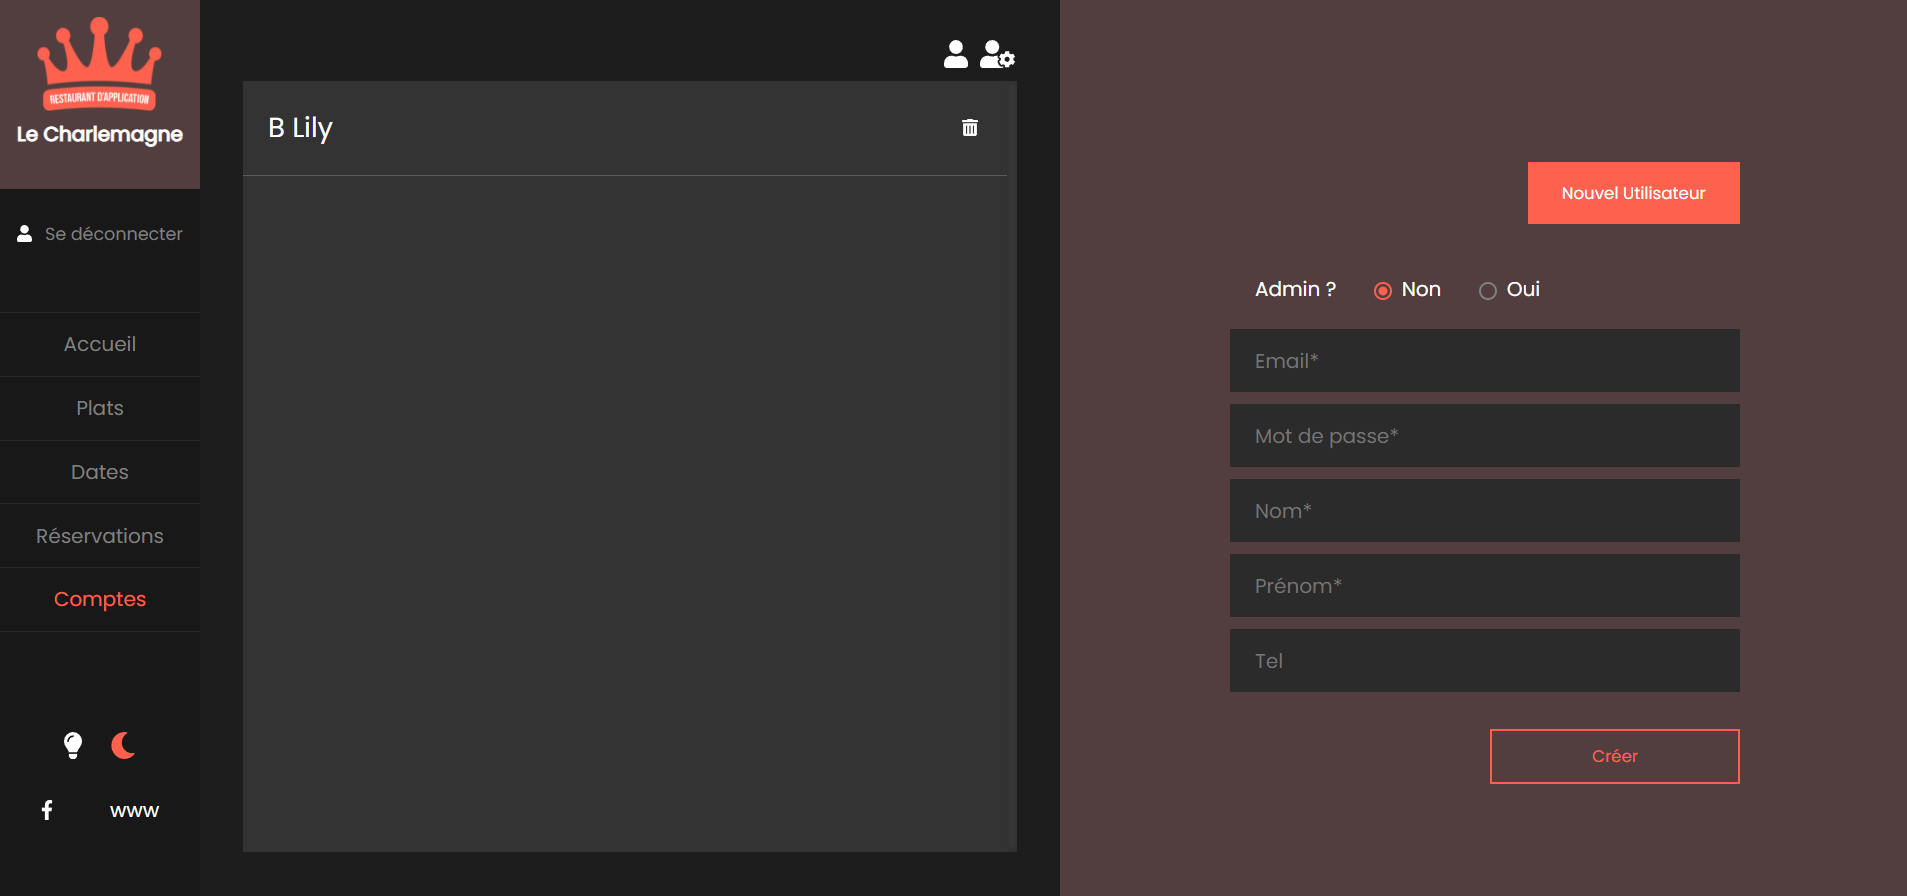 RESTAURANT D'APPLICATION
Le Charlemagne
Se déconnecter
Accueil
Plats
Dates
Réservations
Comptes
www
B Lily
Nouvel Utilisateur
Admin ? Non Oui
Email*
Mot de passe*
Nom*
Prénom*
Tel
Créer